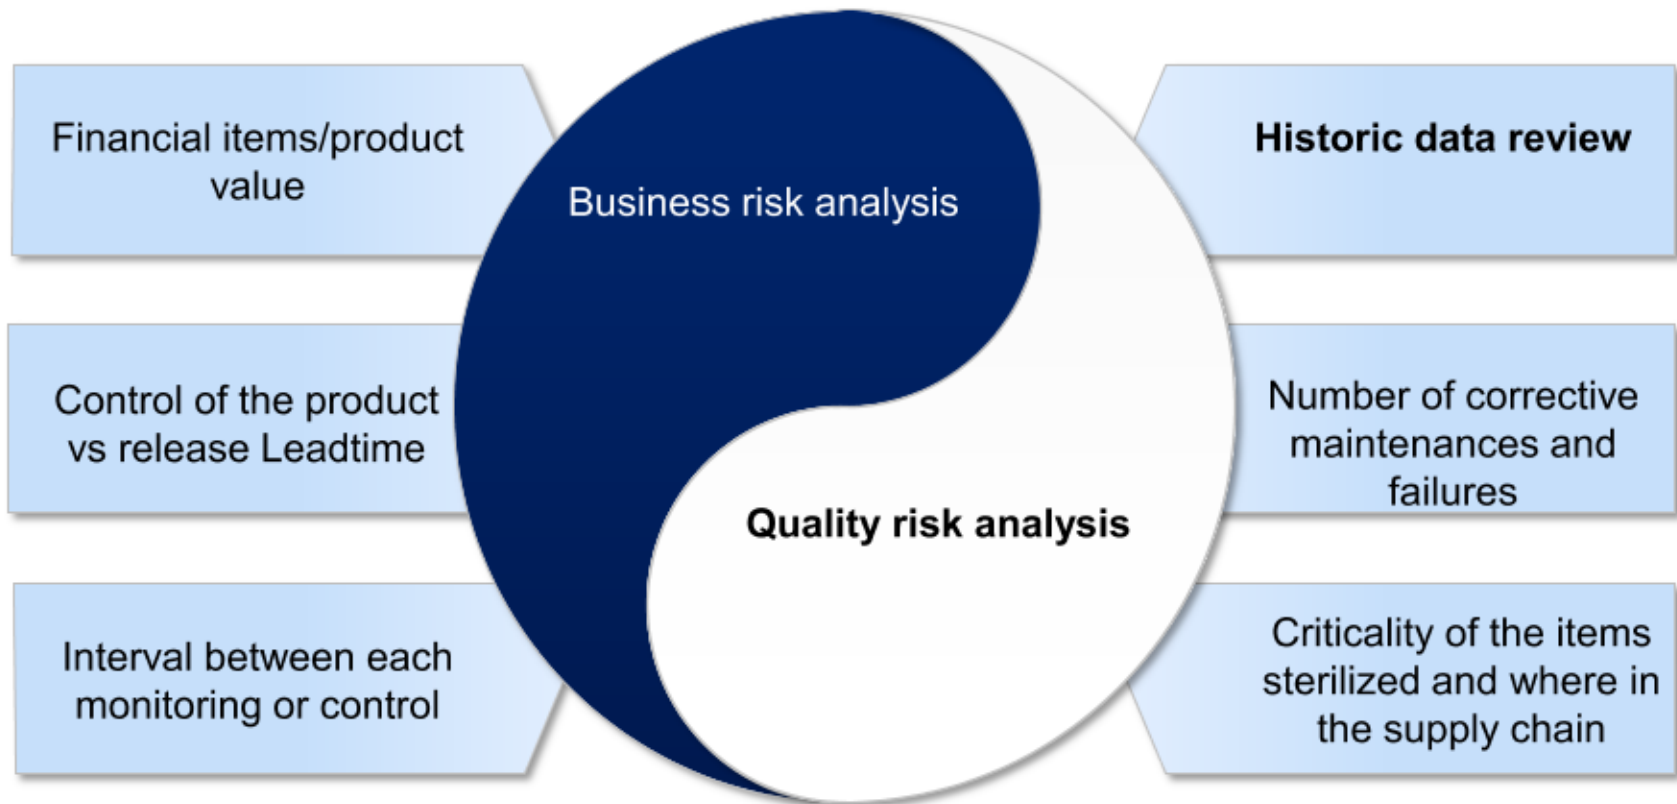 Financial items/product
value
Business risk analysis
Historic data review
Control of the product
vs release Leadtime
Number of corrective
maintenances and
failures
Quality risk analysis
Interval between each
monitoring or control
Criticality of the items
sterilized and where in
the supply chain